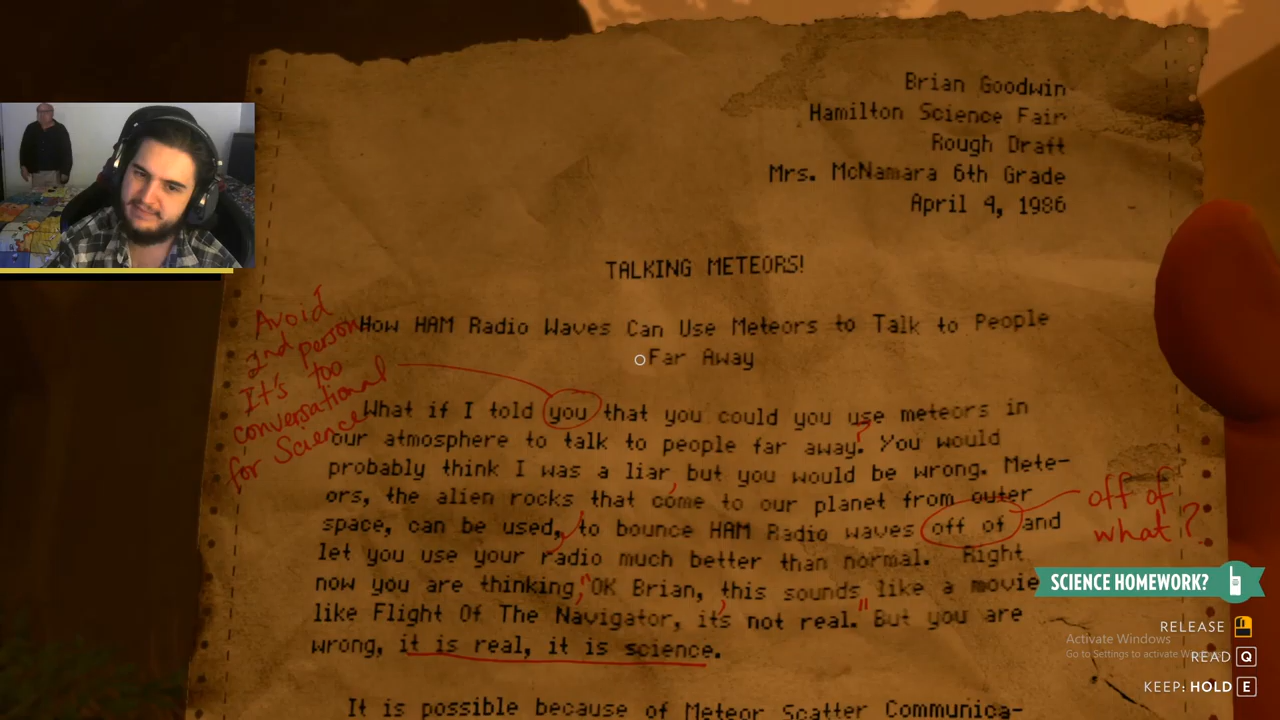 Brian Goodwin
Hamilton Science Fair
Rough Draft
Mrs. McNamara 6th Grade
April 4, 1986
TALKING METEORS!
How HAM Radio Waves Can Use Meteors to Talk to People
Far Away
Avoid
2nd person
It's too
conversational
for Science
What if I told you that you could you use meteors in
our atmosphere to talk to people far away.? You would
probably think I was a liar, but you would be wrong. Mete-
ors, the alien rocks that come to our planet from outer
space, can be used, to bounce HAM Radio waves off of and
let you use your radio much better than normal. Right
now you are thinking, "OK Brian, this sounds like a movie
like Flight Of The Navigator, it's not real." But you are
wrong, it is real, it is science.
off of
what?
It is possible because of Meteor Scatter Communica-
SCIENCE HOMEWORK?
RELEASE
Activate Windows
Go to Settings to activate Windows.
READ Q
KEEP: HOLD E